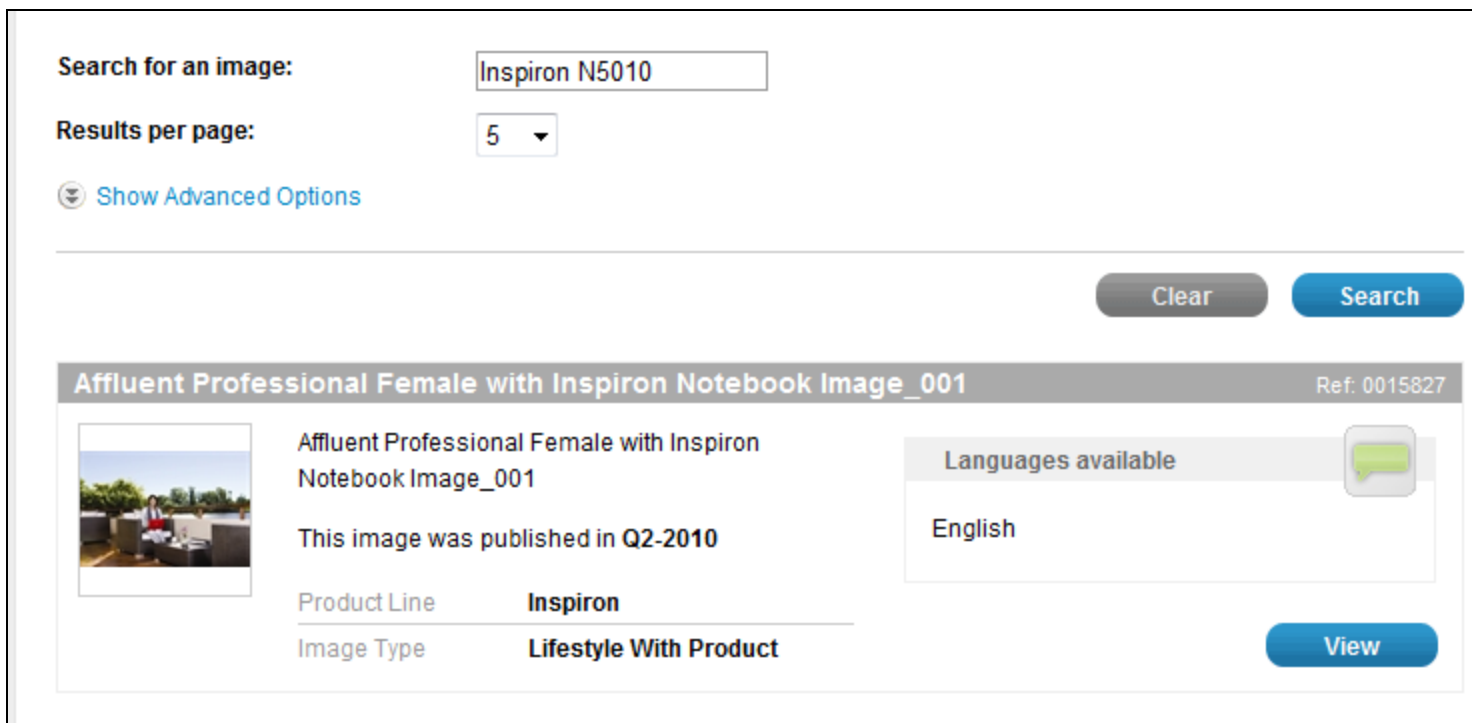 Search for an image:
Inspiron N5010
Results per page:
5
Show Advanced Options
Clear
Search
Affluent Professional Female with Inspiron Notebook Image_001
Ref: 0015827
Affluent Professional Female with Inspiron
Notebook Image_001
This image was published in Q2-2010
Product Line
Inspiron
Image Type
Lifestyle With Product
Languages available
English
View